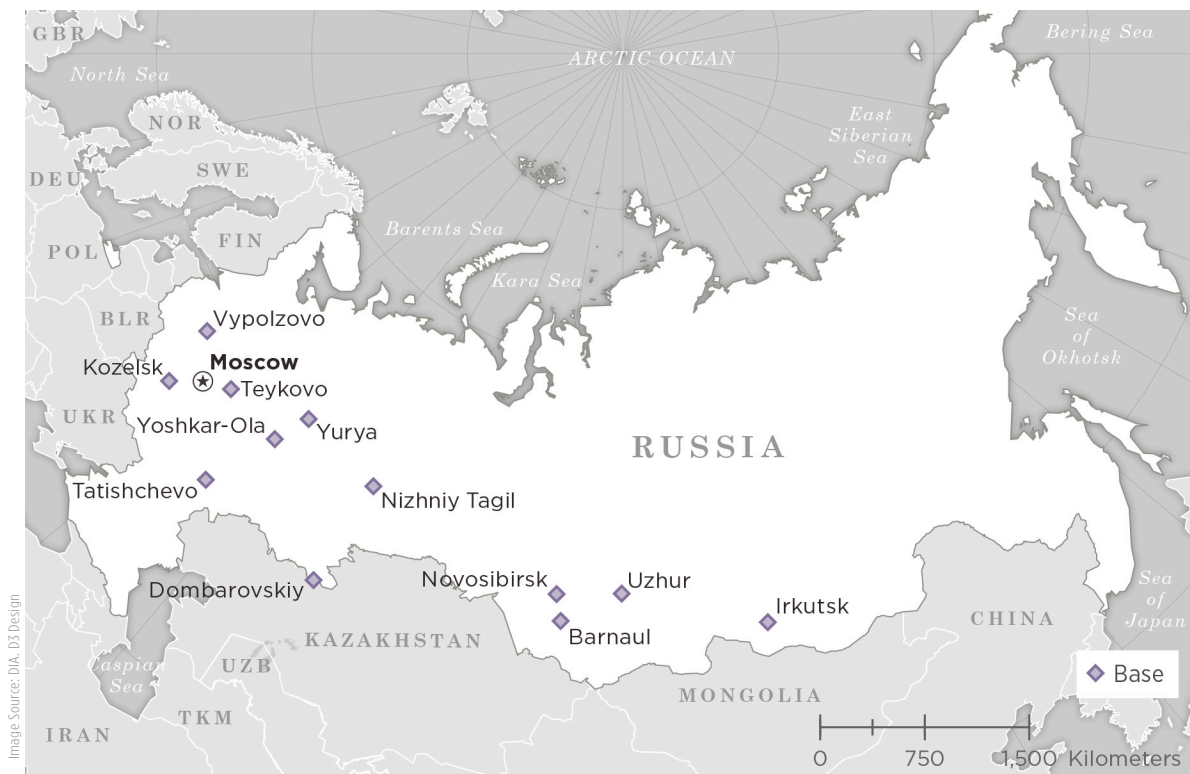 GBR
North Sea
ARCTIC OCEAN
Bering Sea
NOR
East
Siberian
Sea
SWE
DEU
Barents Sea
FIN
POL
Kara Sea
BLR
Vypolzovo
Sea
of
Okhotsk
Kozelsk
Moscow
Teykovo
UKR
Yoshkar-Ola
Yurya
RUSSIA
Tatishchevo
Nizhniy Tagil
Dombarovskiy
Novosibirsk
Uzhur
Irkutsk
Barnaul
Sea
of
Japan
CHINA
KAZAKHSTAN
UZB
Caspian
Sea
MONGOLIA
Base
TKM
IRAN
0
750
1,500 Kilometers
Image Source: DIA, D3 Design